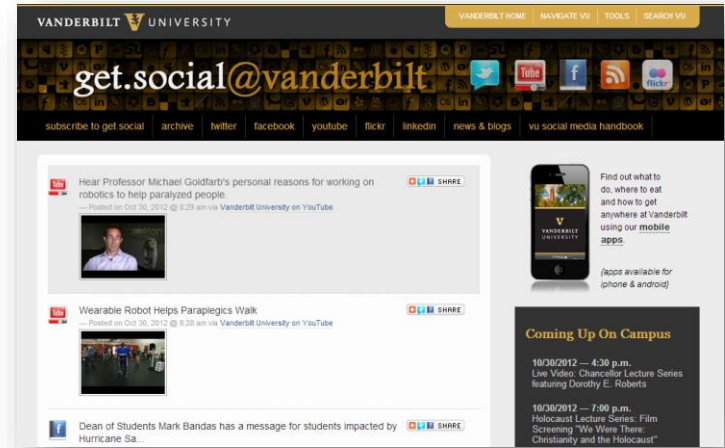 VANDERBILT UNIVERSITY
VANDERBILT HOME NAVIGATE VU TOOLS SEARCH VU
get.social@vanderbilt
Tube
f
flickr
subscribe to get.social archive twitter facebook youtube flickr linkedin news & blogs vu social media handbook
Hear Professor Michael Goldfarb's personal reasons for working on
robotics to help paralyzed people.
— Posted on Oct 30, 2012 @ 8:29 am via Vanderbilt University on YouTube
SHARE
Wearable Robot Helps Paraplegics Walk
— Posted on Oct 30, 2012 @ 8:28 am via Vanderbilt University on YouTube
SHARE
Dean of Students Mark Bandas has a message for students impacted by
Hurricane Sa...
SHARE
VANDERBILT
UNIVERSITY
Find out what to
do, where to eat
and how to get
anywhere at Vanderbilt
using our mobile
apps.
{apps available for
iphone & android}
Coming Up On Campus
10/30/2012 — 4:30 p.m.
Live Video: Chancellor Lecture Series
featuring Dorothy E. Roberts
10/30/2012 — 7:00 p.m.
Holocaust Lecture Series: Film
Screening "We Were There:
Christianity and the Holocaust"